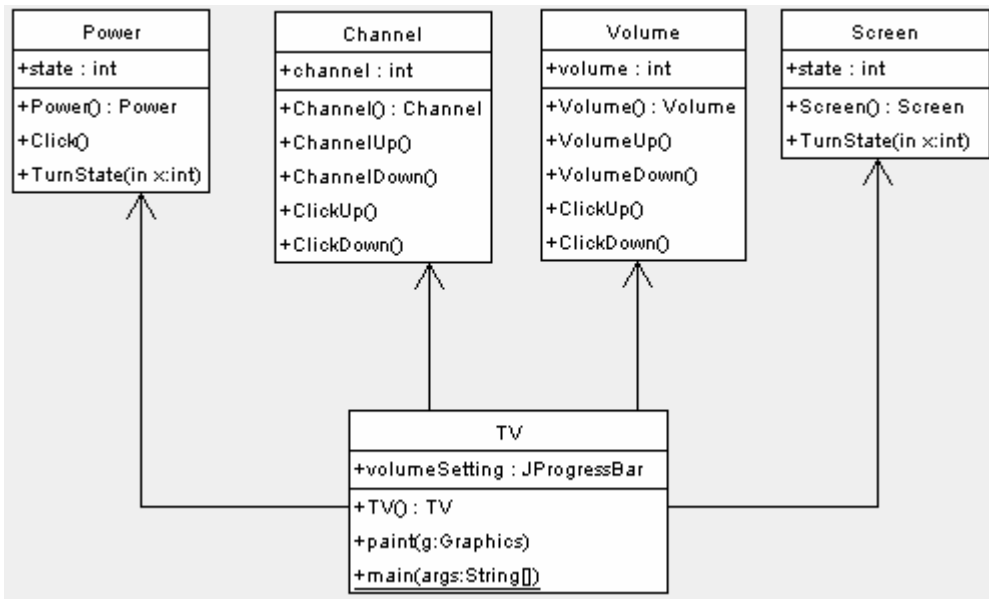 Power
+state : int
+Power() : Power
+Click()
+TurnState(in x:int)
Channel
+channel : int
+Channel() : Channel
+ChannelUp()
+ChannelDown()
+ClickUp()
+ClickDown()
Volume
+volume : int
+Volume() : Volume
+VolumeUp()
+VolumeDown()
+ClickUp()
+ClickDown()
Screen
+state : int
+Screen() : Screen
+TurnState(in x:int)
TV
+volumeSetting : JProgressBar
+TV() : TV
+paint(g:Graphics)
+main(args:String[])